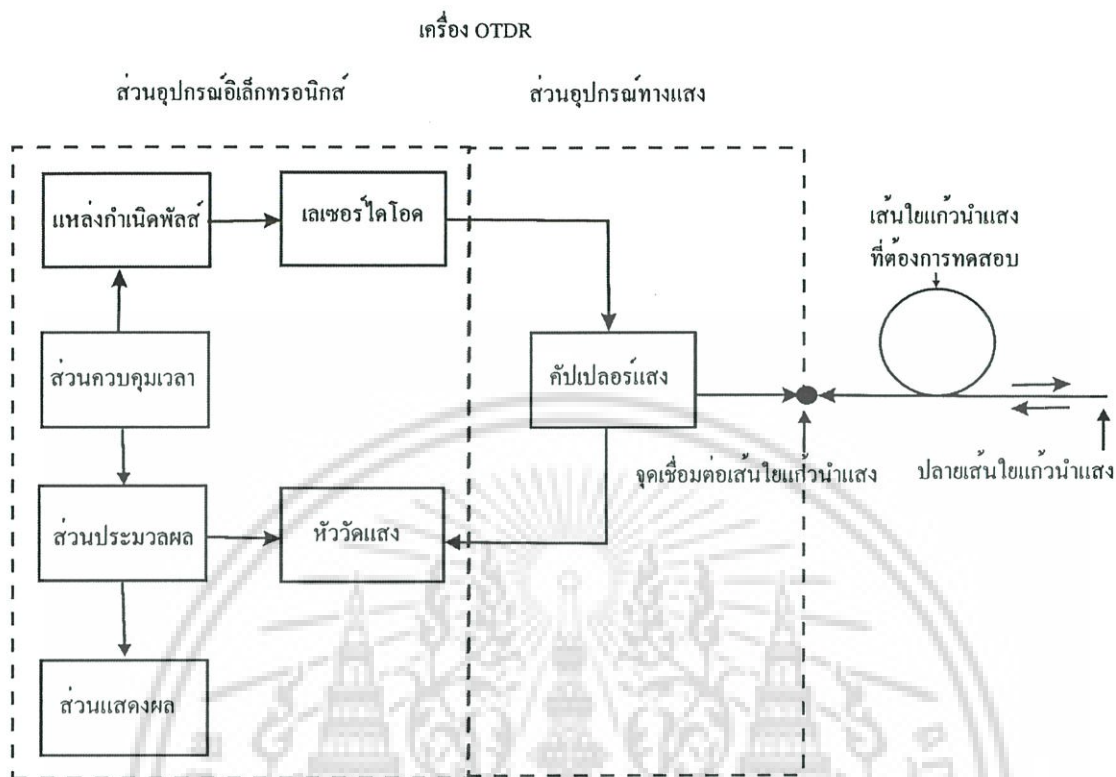 เครื่อง OTDR
ส่วนอุปกรณ์อิเล็กทรอนิกส์
ส่วนอุปกรณ์ทางแสง
แหล่งกำเนิดพัลส์
เลเซอร์ไดโอด
เส้นใยแก้วนำแสง
ที่ต้องการทดสอบ
ส่วนควบคุมเวลา
คัปเปลอร์แสง
จุดเชื่อมต่อเส้นใยแก้วนำแสง
ปลายเส้นใยแก้วนำแสง
ส่วนประมวลผล
หัววัดแสง
ส่วนแสดงผล